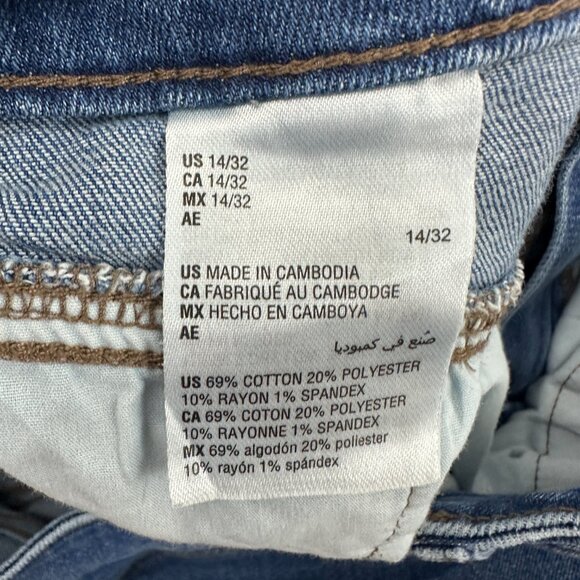 US 14/32
CA 14/32
MX 14/32
AE
14/32
US MADE IN CAMBODIA
CA FABRIQUÉ AU CAMBODGE
MX HECHO EN CAMBOYA
AE
صُنع في كمبوديا
US 69% COTTON 20% POLYESTER
10% RAYON 1% SPANDEX
CA 69% COTON 20% POLYESTER
10% RAYONNE 1% SPANDEX
MX 69% algodón 20% poliester
10% rayón 1% spándex